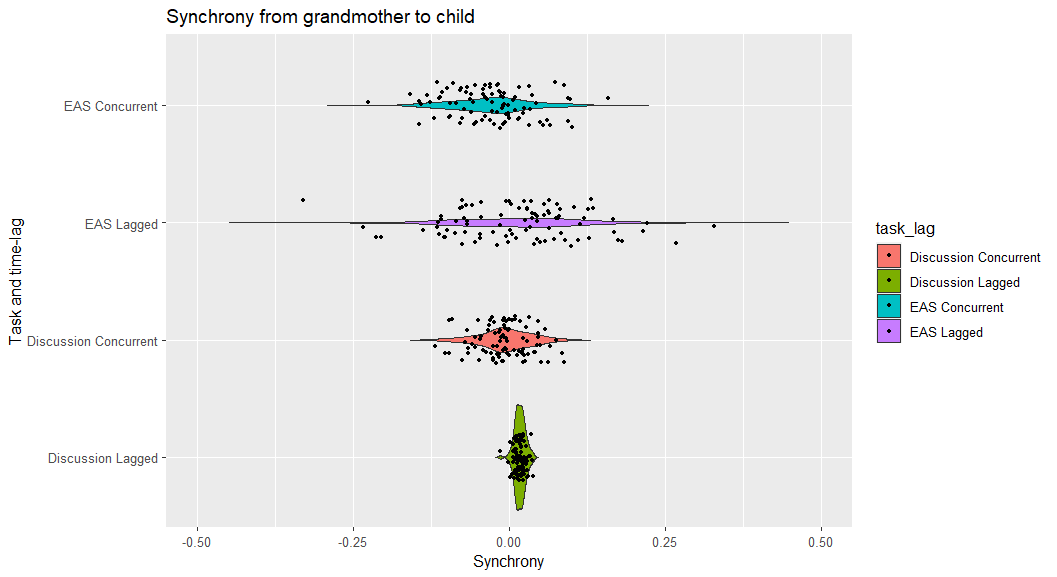 Synchrony from grandmother to child
Task and time-lag
EAS Concurrent
EAS Lagged
Discussion Concurrent
Discussion Lagged
-0.50 -0.25 0.00 0.25 0.50
Synchrony
task_lag
Discussion Concurrent
Discussion Lagged
EAS Concurrent
EAS Lagged